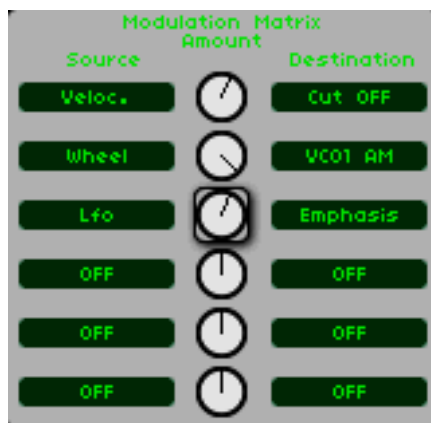 Modulation Matrix
Amount
Source Destination
Veloc. Cut OFF
Wheel VCO1 AM
Lfo Emphasis
OFF OFF
OFF OFF
OFF OFF